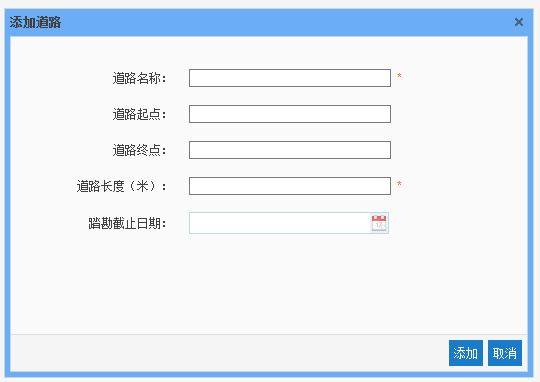 添加道路
道路名称： *
道路起点：
道路终点：
道路长度（米）： *
踏勘截止日期：
添加 取消